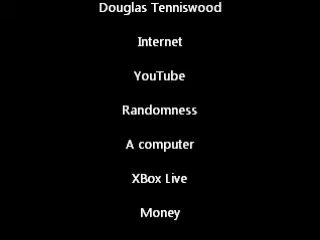 Douglas Tenniswood
Internet
YouTube
Randomness
A computer
XBox Live
Money